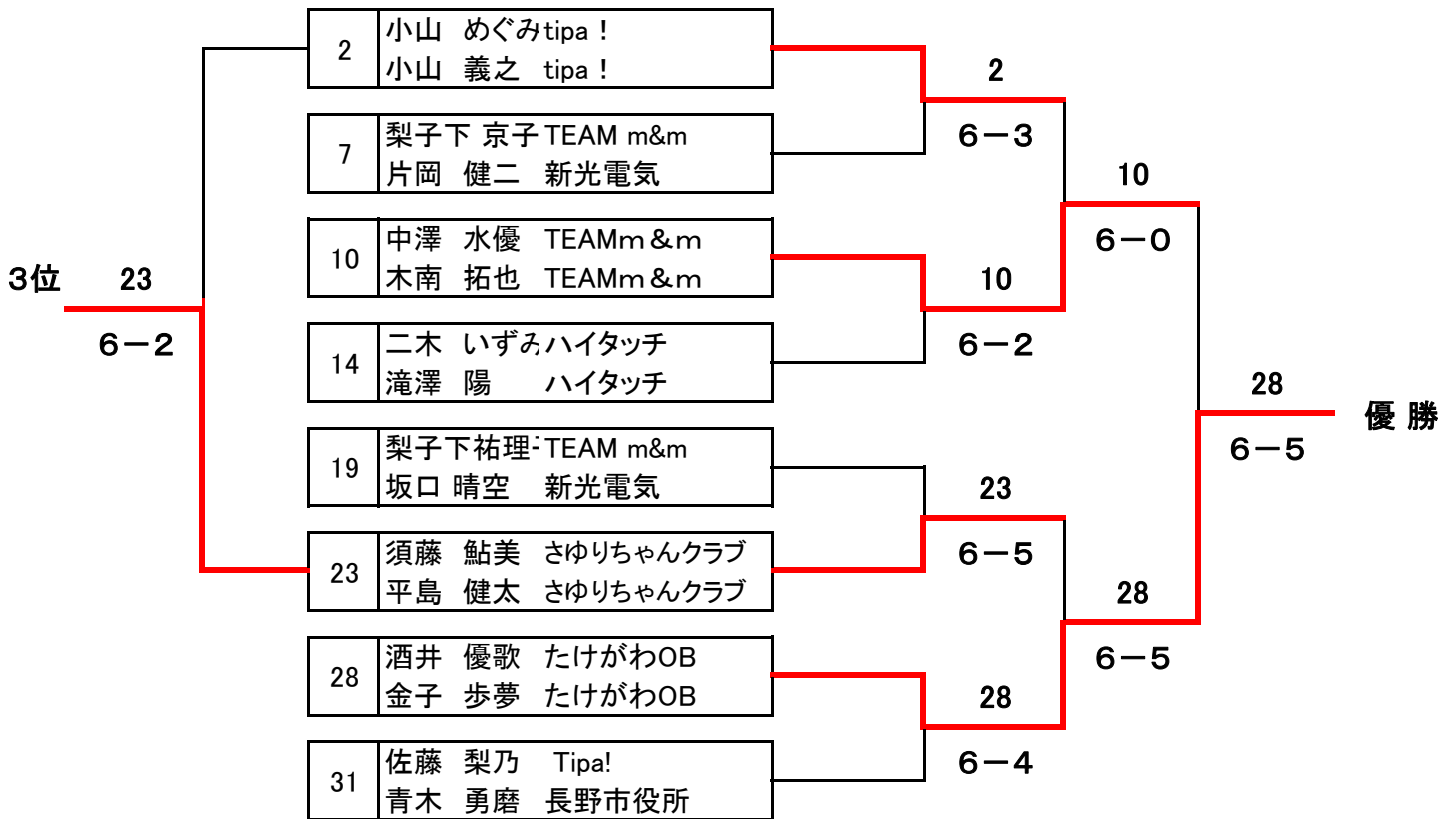 2
小山 めぐみtipa！
小山 義之 tipa！
7
梨子下 京子 TEAM m&m
片岡 健二 新光電気
10
中澤 水優 TEAMｍ＆ｍ
木南 拓也 TEAMｍ＆ｍ
14
二木 いずみ ハイタッチ
滝澤 陽 ハイタッチ
19
梨子下祐理 TEAM m&m
坂口 晴空 新光電気
23
須藤 鮎美 さゆりちゃんクラブ
平島 健太 さゆりちゃんクラブ
28
酒井 優歌 たけがわOB
金子 歩夢 たけがわOB
31
佐藤 梨乃 Tipa!
青木 勇磨 長野市役所
3位
23
6－2
2
6－3
10
6－2
23
6－5
28
6－4
10
6－0
28
6－5
28
6－5
優 勝